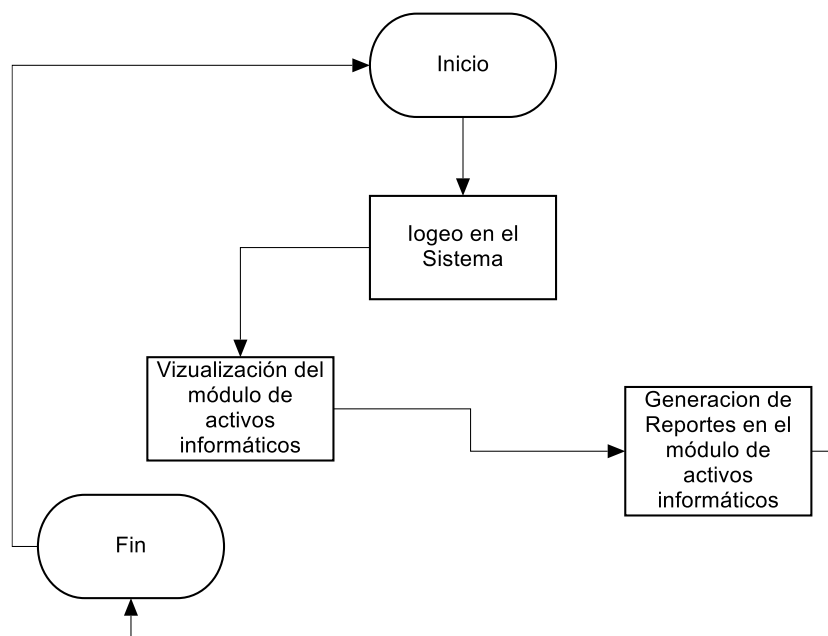 Inicio
logeo en el
Sistema
Vizualización del
módulo de
activos
informáticos
Generacion de
Reportes en el
módulo de
activos
informáticos
Fin